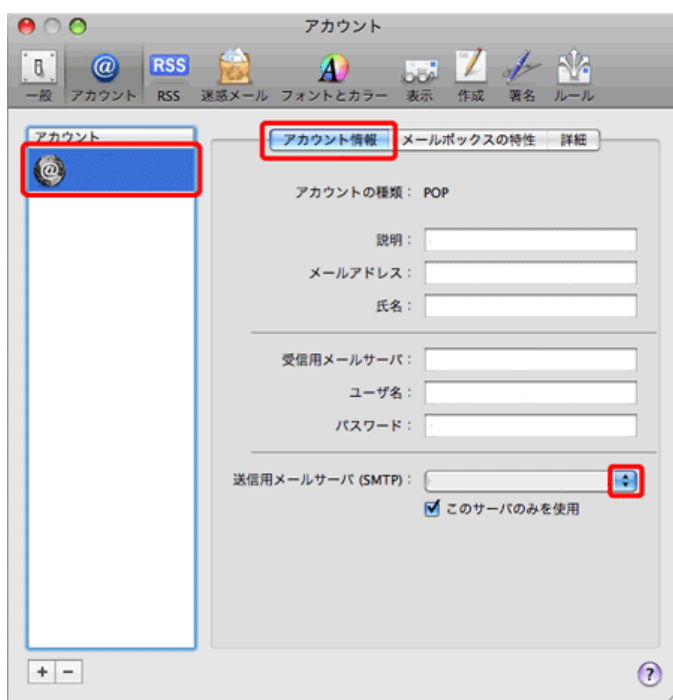 アカウント
一般 アカウント RSS 迷惑メール フォントとカラー 表示 作成 署名 ルール
アカウント
アカウント情報 メールボックスの特性 詳細
アカウントの種類： POP
説明：
メールアドレス：
氏名：
受信用メールサーバ：
ユーザ名：
パスワード：
送信用メールサーバ (SMTP)：
このサーバのみを使用